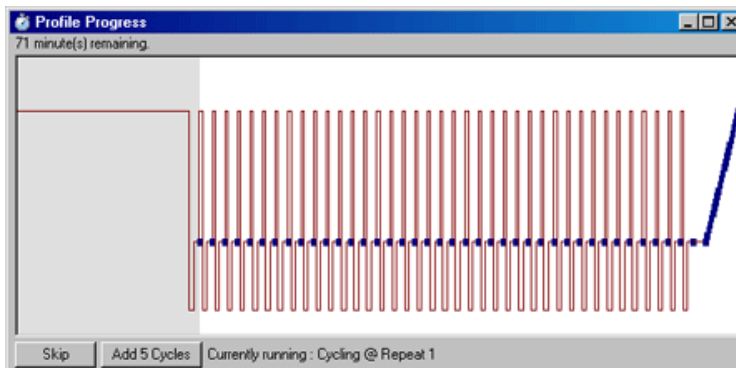 Profile Progress
71 minute(s) remaining.
Skip
Add 5 Cycles
Currently running : Cycling @ Repeat 1